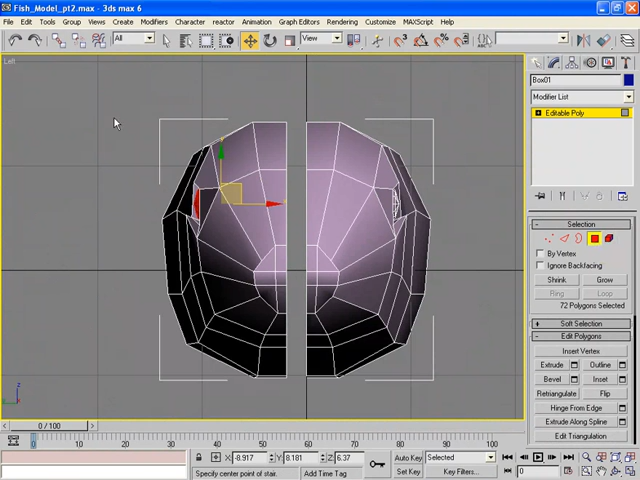 Fish_Model_pt2.max - 3ds max 6
File Edit Tools Group Views Create Modifiers Character reactor Animation Graph Editors Rendering Customize MAXScript Help
All View
Left
Box01
Modifier List
Editable Poly
Selection
By Vertex
Ignore Backfacing
Shrink Grow
Ring Loop
72 Polygons Selected
Soft Selection
Edit Polygons
Insert Vertex
Extrude Outline
Bevel Inset
Retriangulate Flip
Hinge From Edge
Extrude Along Spline
Edit Triangulation
z
x
0 / 100
0 10 20 30 40 50 60 70 80 90 100
X: -8.917 Y: 8.181 Z: 6.37
Auto Key Selected
Specify center point of stair. Add Time Tag
Set Key Key Filters... 0